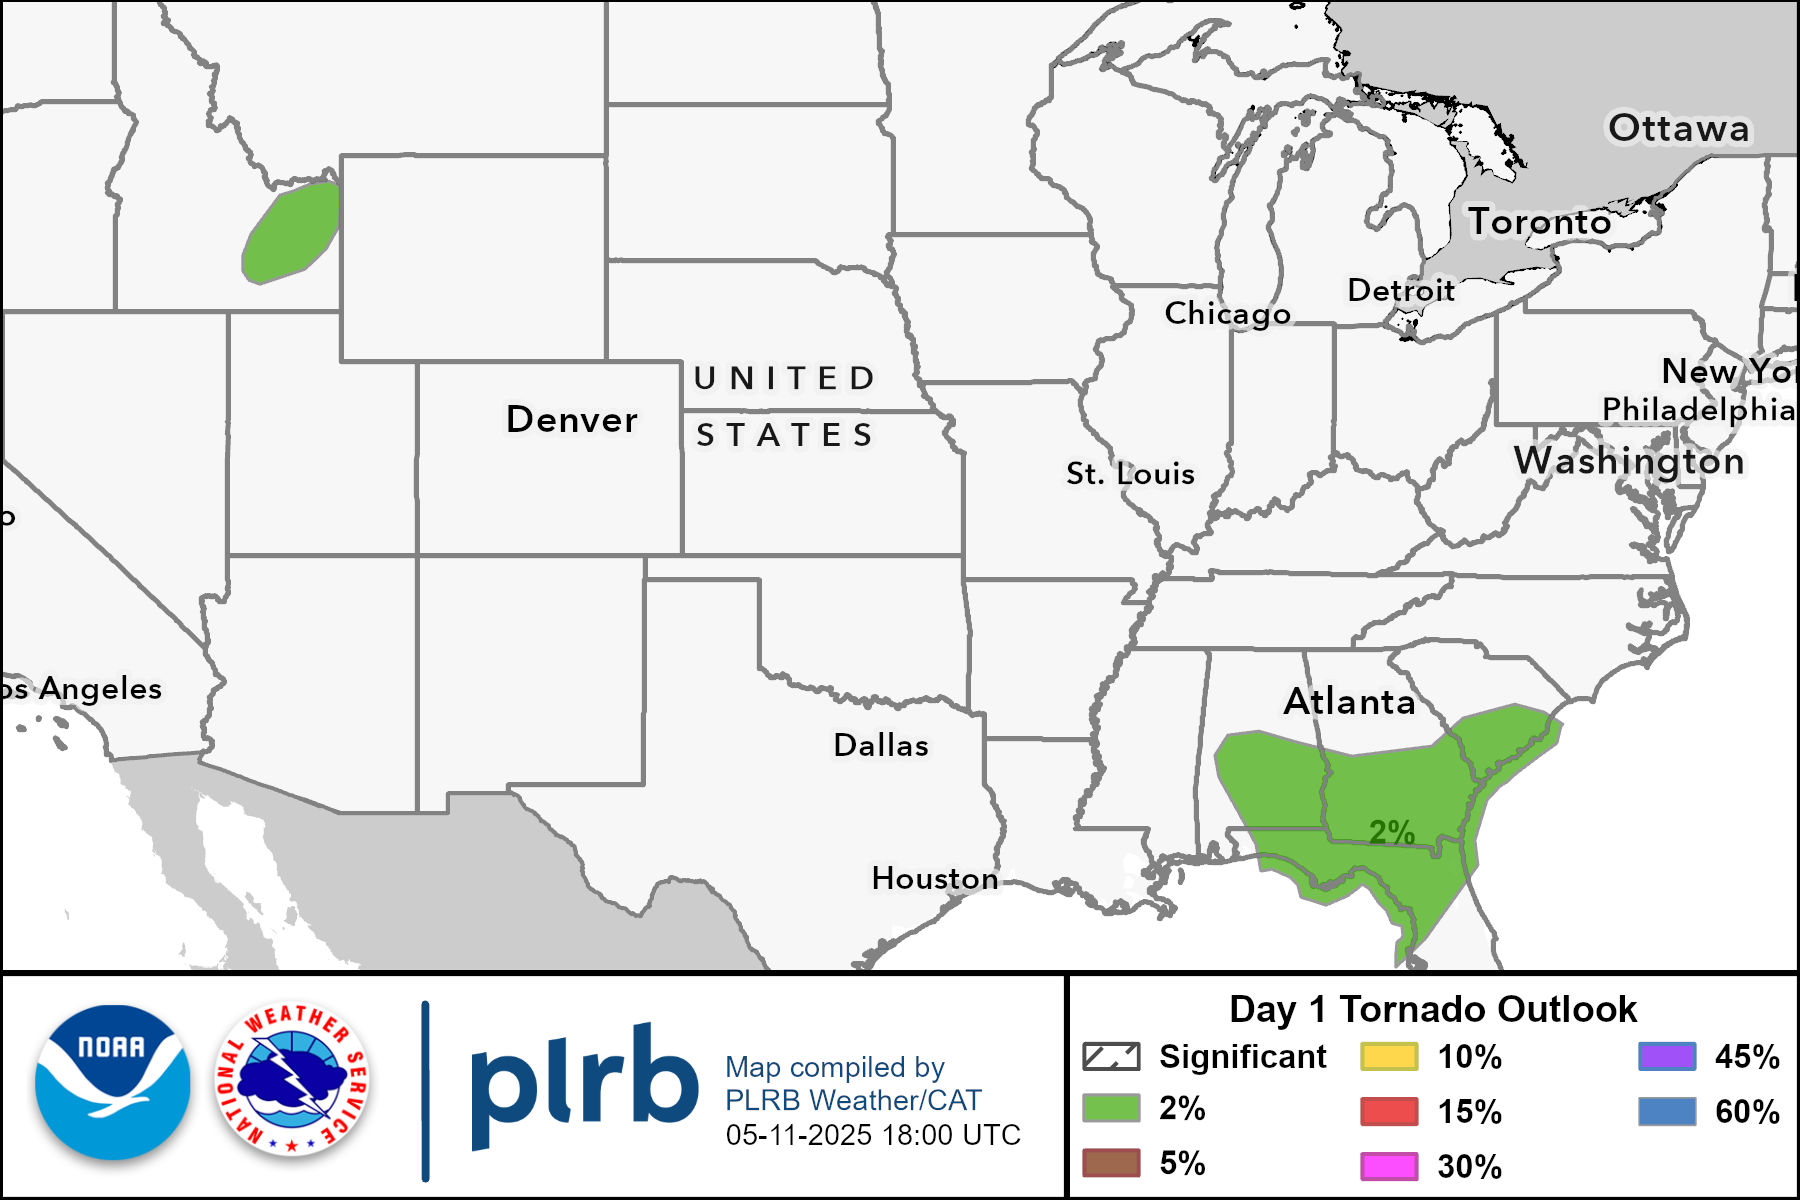 Ottawa
Toronto
Detroit
Chicago
New Yo
UNITED
Philadelphia
Denver
STATES
Washington
St. Louis
o
os Angeles
Atlanta
Dallas
2%
Houston
NOAA
NATIONAL WEATHER SERVICE
plrb
Map compiled by
PLRB Weather/CAT
05-11-2025 18:00 UTC
Day 1 Tornado Outlook
Significant
10%
45%
2%
15%
60%
5%
30%